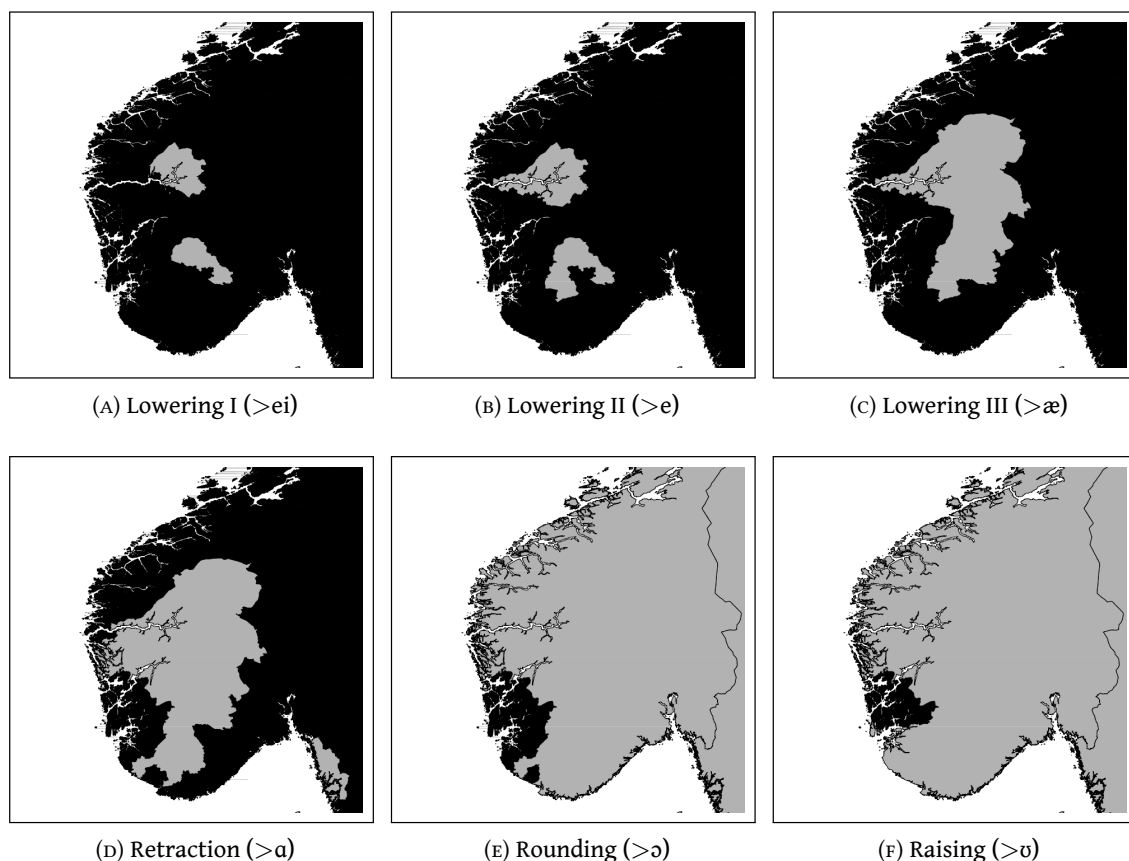 (A) Lowering I (>ei)
(B) Lowering II (>e)
(C) Lowering III (>æ)
(D) Retraction (>ɑ)
(E) Rounding (>ɔ)
(F) Raising (>ʊ)